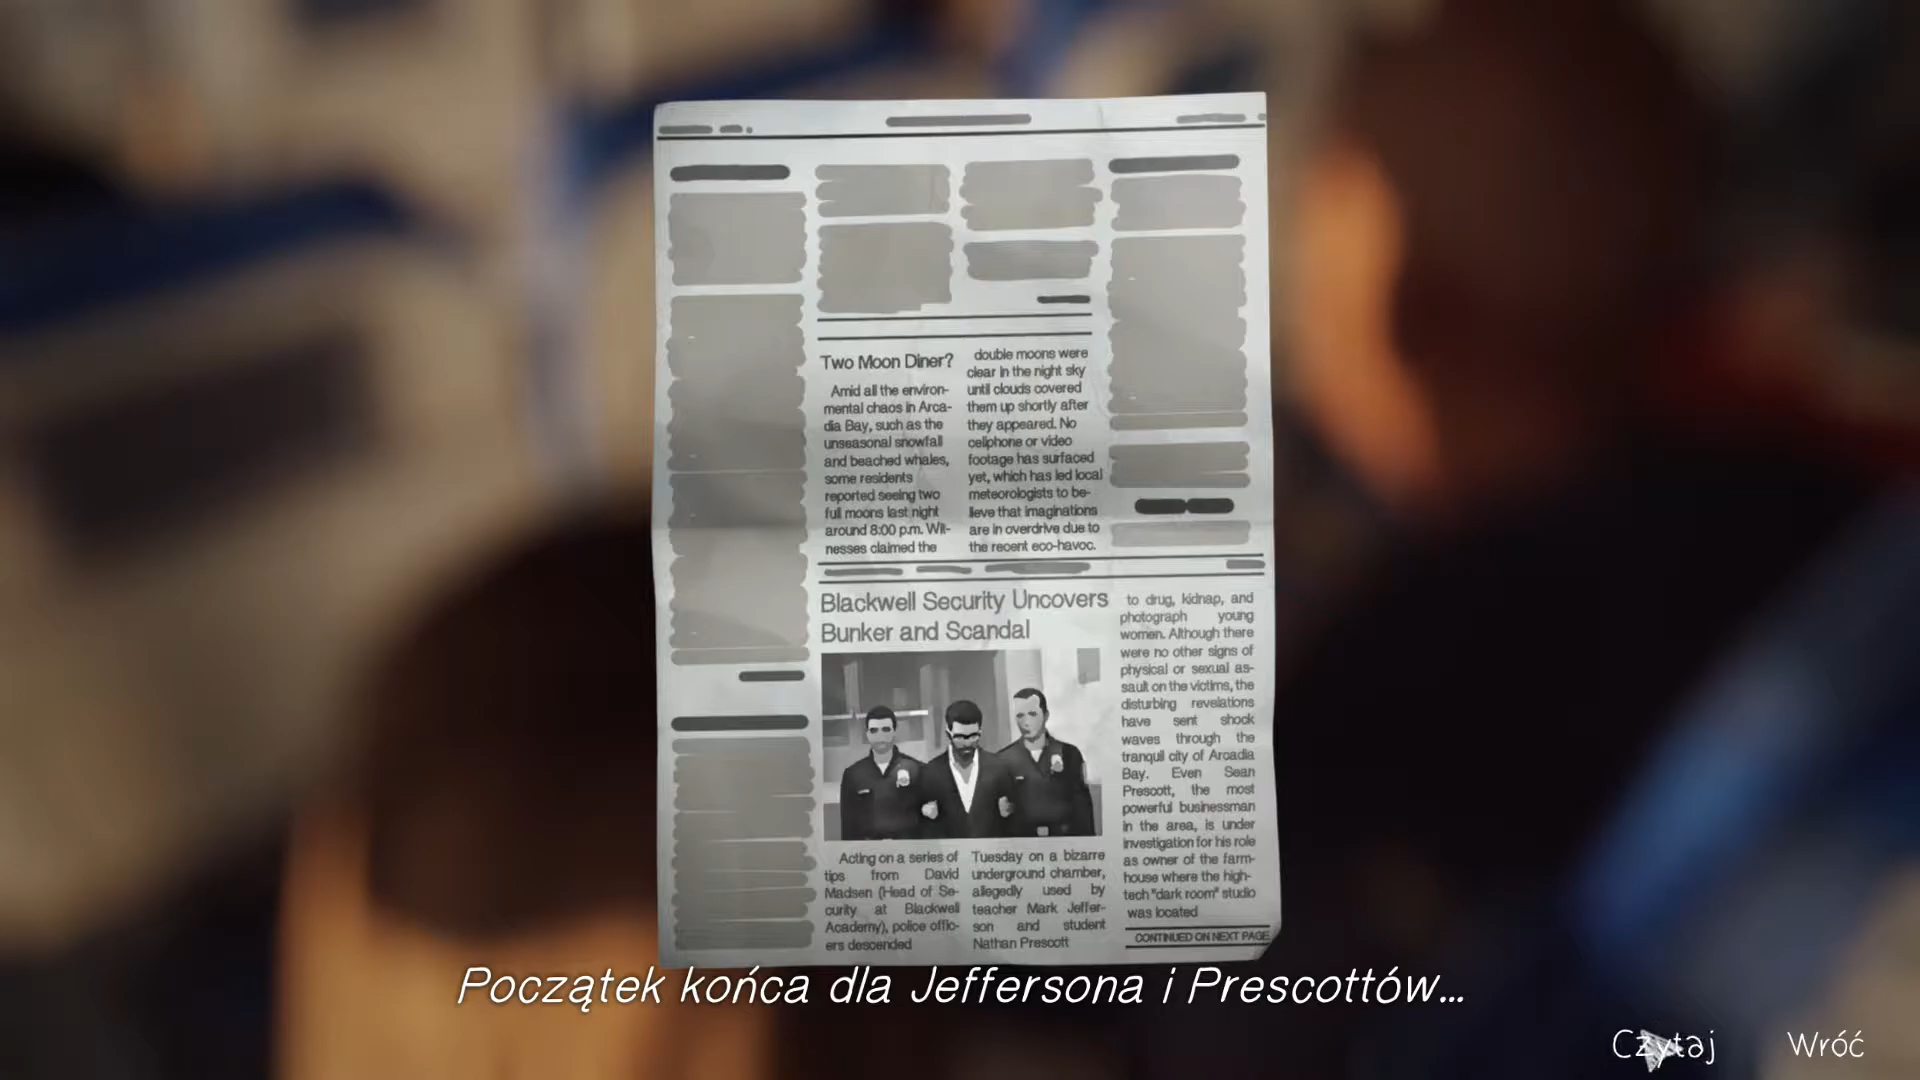 Two Moon Diner?
Amid all the environ-
mental chaos in Arca-
dia Bay, such as the
unseasonal snowfall
and beached whales,
some residents
reported seeing two
full moons last night
around 8:00 p.m. Wit-
nesses claimed the
double moons were
clear in the night sky
until clouds covered
them up shortly after
they appeared. No
cellphone or video
footage has surfaced
yet, which has led local
meteorologists to be-
lieve that imaginations
are in overdrive due to
the recent eco-havoc.
Blackwell Security Uncovers
Bunker and Scandal
Acting on a series of
tips from David
Madsen (Head of Se-
curity at Blackwell
Academy), police offic-
ers descended
Tuesday on a bizarre
underground chamber,
allegedly used by
teacher Mark Jeffer-
son and student
Nathan Prescott
to drug, kidnap, and
photograph young
women. Although there
were no other signs of
physical or sexual as-
sault on the victims, the
disturbing revelations
have sent shock
waves through the
tranquil city of Arcadia
Bay. Even Sean
Prescott, the most
powerful businessman
in the area, is under
investigation for his role
as owner of the farm-
house where the high-
tech "dark room" studio
was located
CONTINUED ON NEXT PAGE
Początek końca dla Jeffersona i Prescottów...
Czytaj
Wróć